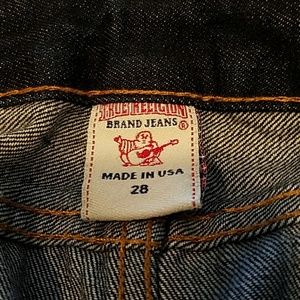 TRUE RELIGION
BRAND JEANS ®
MADE IN USA
28